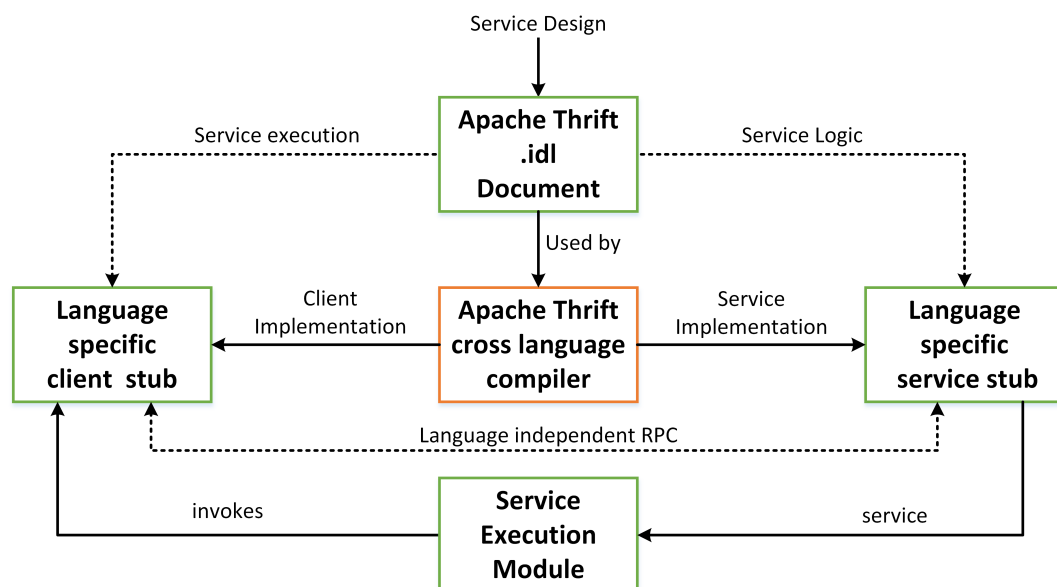 Service Design
Apache Thrift
.idl
Document
Service execution
Service Logic
Used by
Language
specific
client stub
Client
Implementation
Apache Thrift
cross language
compiler
Service
Implementation
Language
specific
service stub
Language independent RPC
invokes
Service
Execution
Module
service